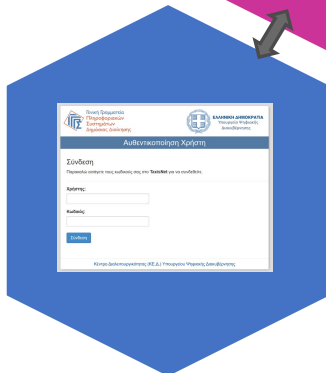 Γενική Γραμματεία
Πληροφοριακών
Συστημάτων
Δημόσιας Διοίκησης
ΕΛΛΗΝΙΚΗ ΔΗΜΟΚΡΑΤΙΑ
Υπουργείο Ψηφιακής
Διακυβέρνησης
Αυθεντικοποίηση Χρήστη
Σύνδεση
Παρακαλώ εισάγετε τους κωδικούς σας στο TaxisNet για να συνδεθείτε.
Χρήστης:
Κωδικός:
Σύνδεση
Κέντρο Διαλειτουργικότητας (ΚΕ.Δ.) Υπουργείου Ψηφιακής Διακυβέρνησης